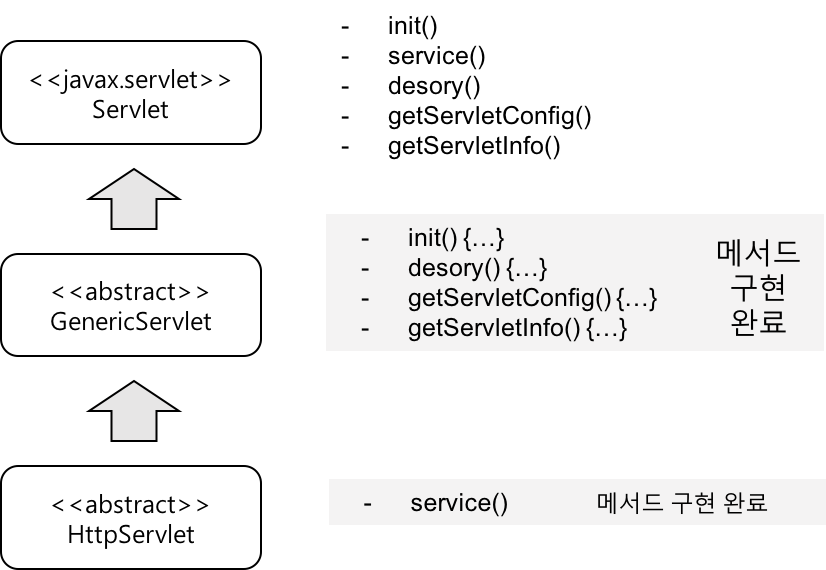 <<javax.servlet>>
Servlet
- init()
- service()
- desory()
- getServletConfig()
- getServletInfo()
<<abstract>>
GenericServlet
- init() {…}
- desory() {…}
- getServletConfig() {…}
- getServletInfo() {…}
메서드
구현
완료
<<abstract>>
HttpServlet
- service() 메서드 구현 완료